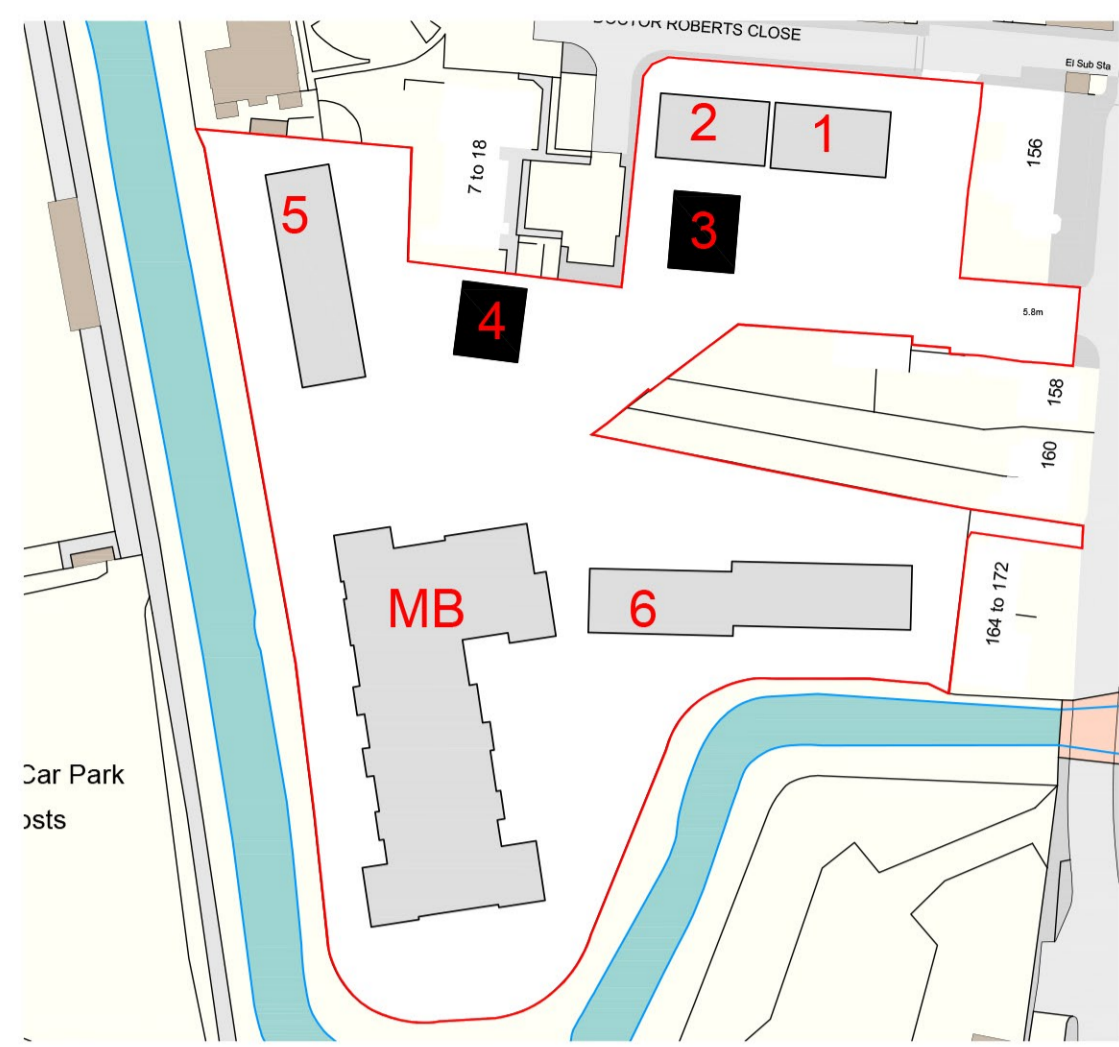 DOCTOR ROBERTS CLOSE
El Sub Sta
2
1
7 to 18
156
5
3
4
5.8m
158
160
MB
6
164 to 172
Car Park
osts